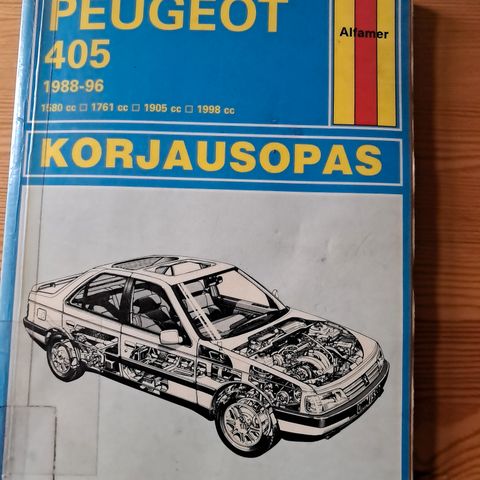 PEUGEOT
405
1988-96
1580 cc □ 1761 cc □ 1905 cc □ 1998 cc
Alfamer
KORJAUSOPAS